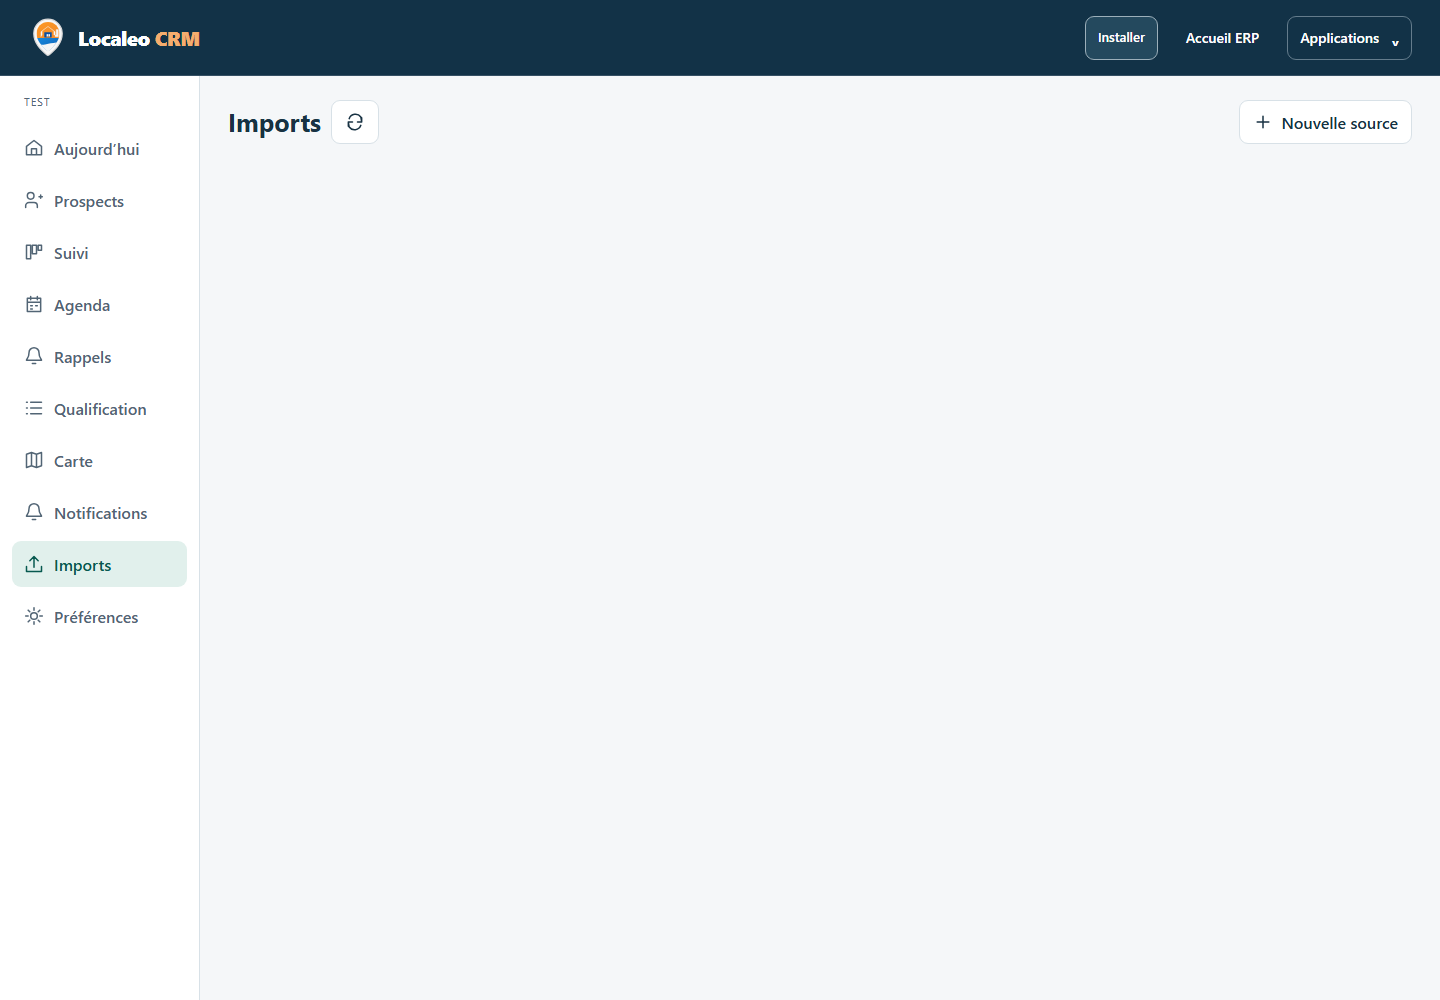 Localeo CRM
Installer
Accueil ERP
Applications
TEST
Aujourd’hui
Prospects
Suivi
Agenda
Rappels
Qualification
Carte
Notifications
Imports
Préférences
Imports
Nouvelle source